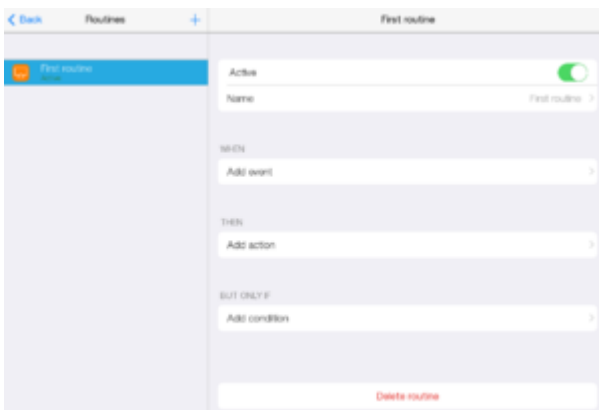 Back
Routines
+
First routine
Active
First routine
Active
Name
First routine
WHEN
Add event
THEN
Add action
BUT ONLY IF
Add condition
Delete routine